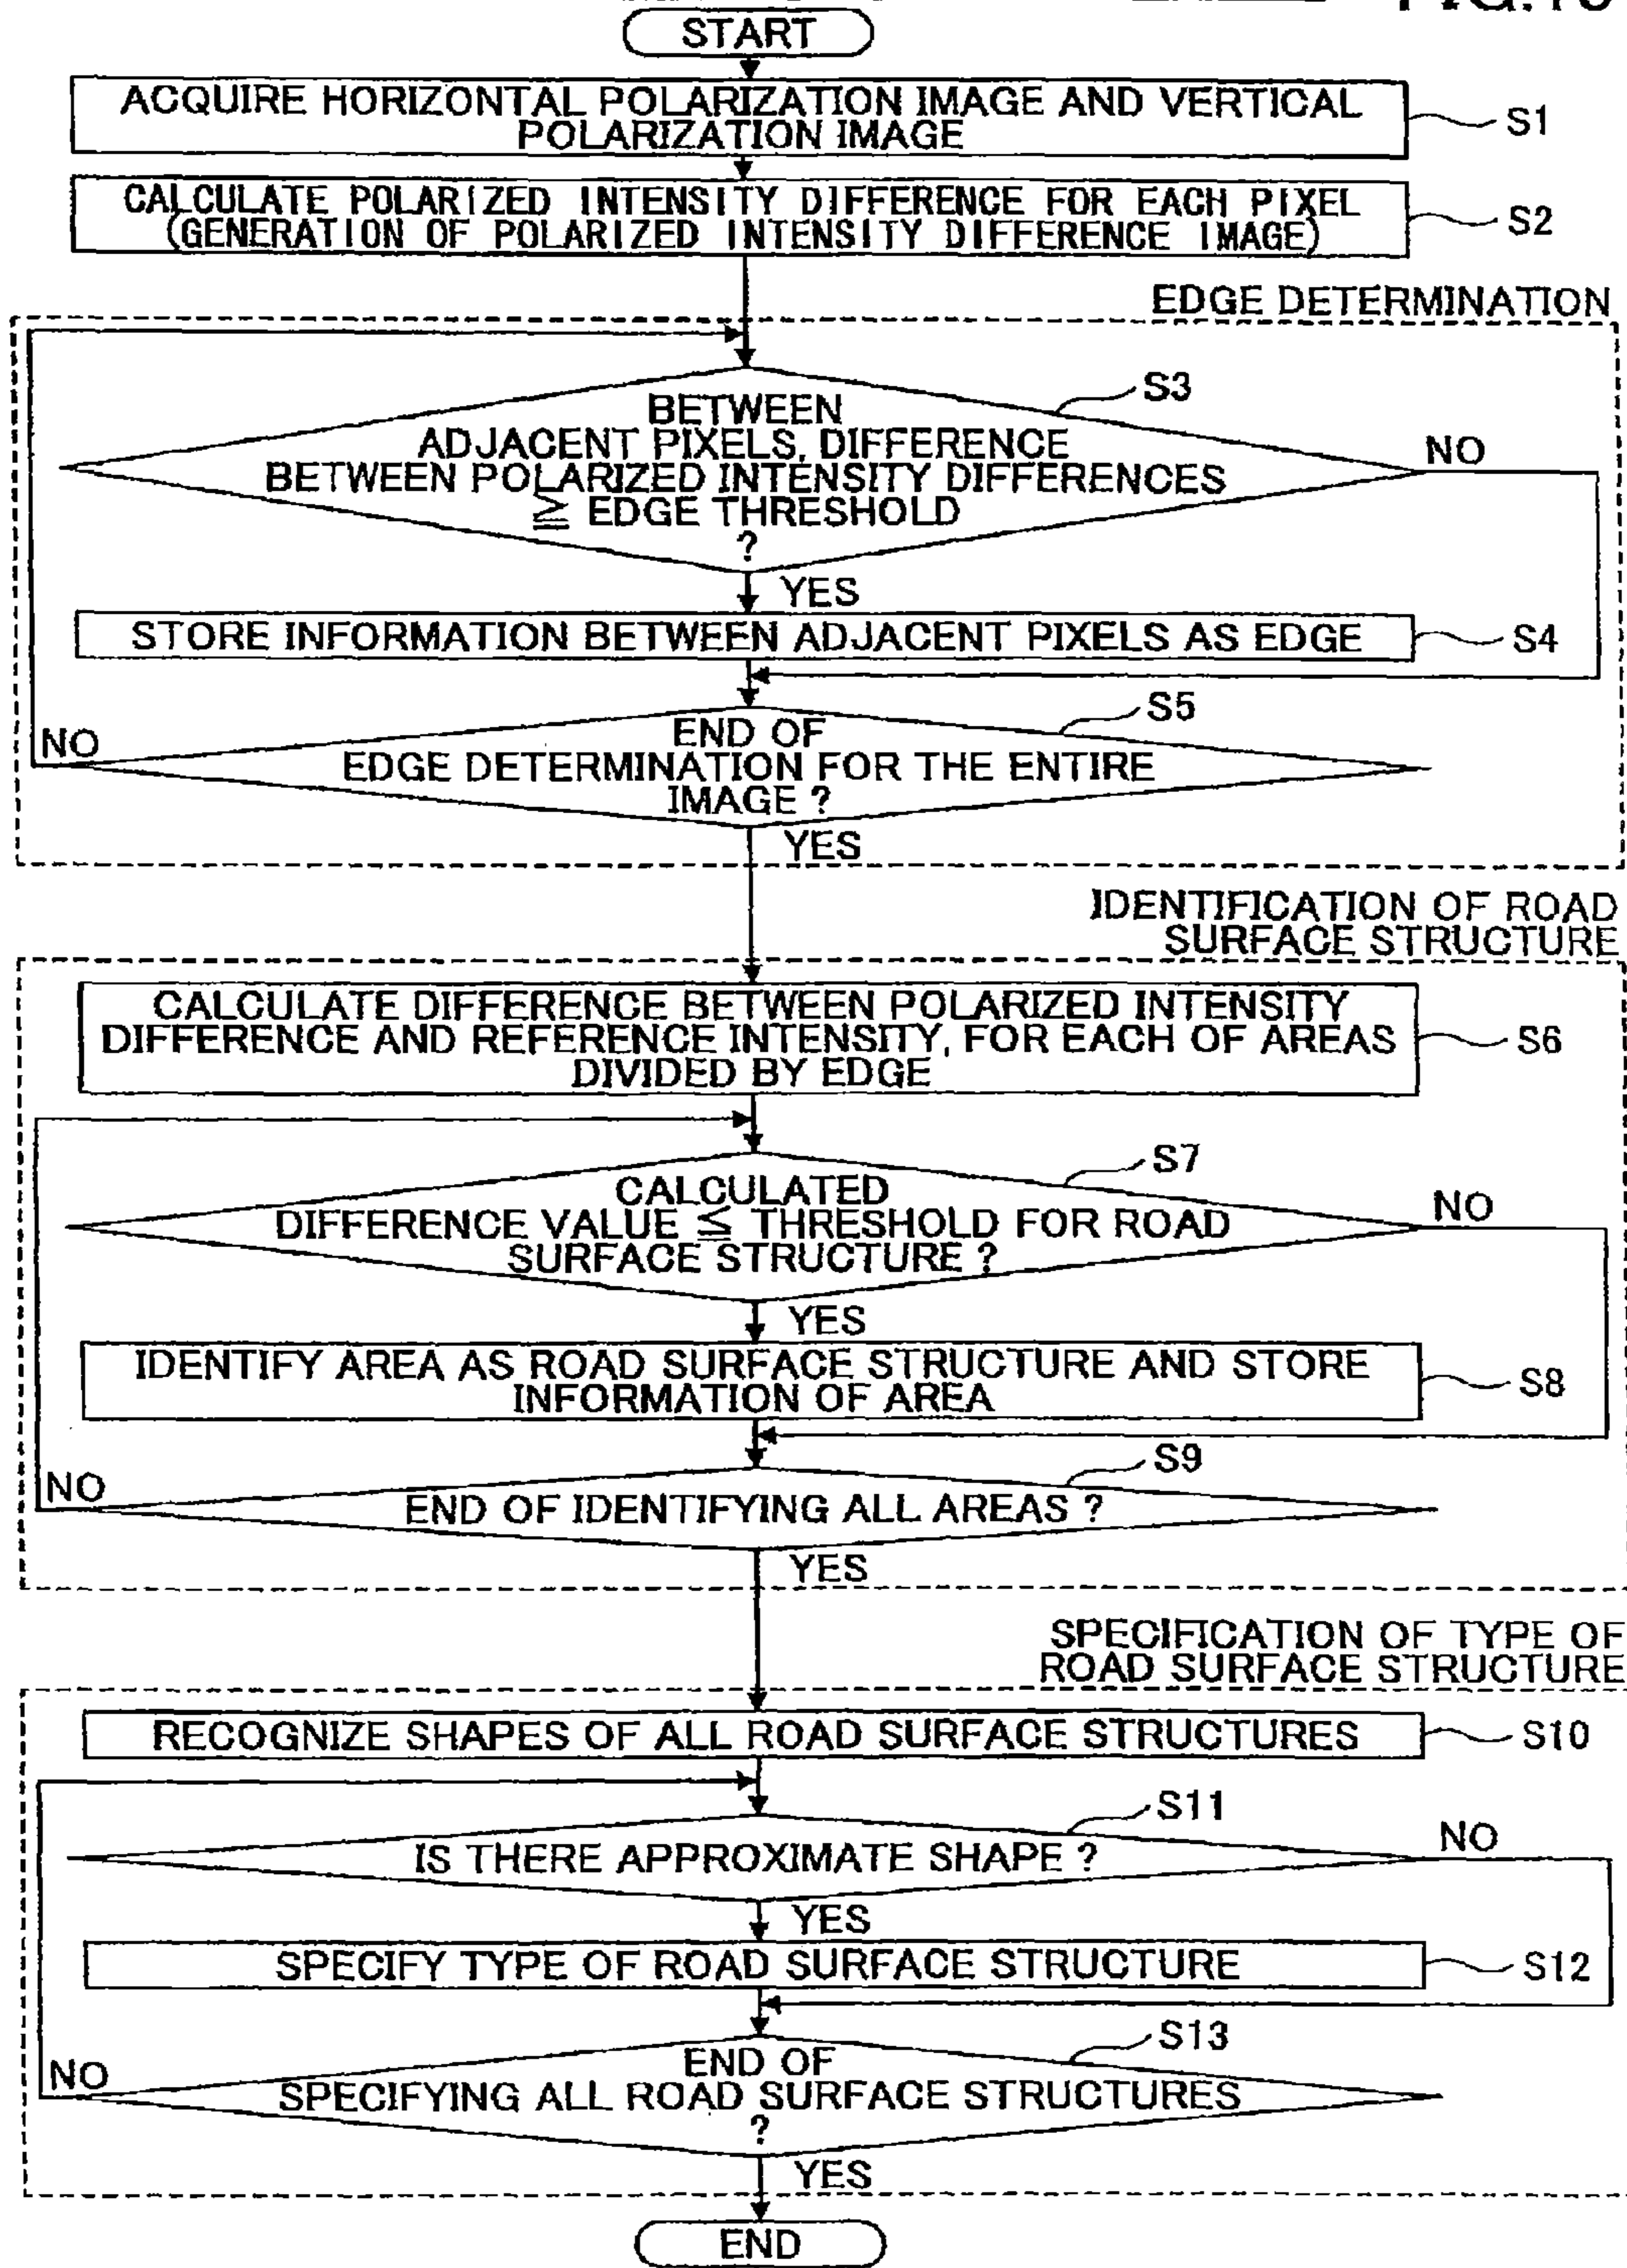 START
ACQUIRE HORIZONTAL POLARIZATION IMAGE AND VERTICAL
POLARIZATION IMAGE
S1
CALCULATE POLARIZED INTENSITY DIFFERENCE FOR EACH PIXEL
(GENERATION OF POLARIZED INTENSITY DIFFERENCE IMAGE)
S2
EDGE DETERMINATION
S3
BETWEEN
ADJACENT PIXELS, DIFFERENCE
BETWEEN POLARIZED INTENSITY DIFFERENCES
≧ EDGE THRESHOLD
?
NO
YES
STORE INFORMATION BETWEEN ADJACENT PIXELS AS EDGE
S4
S5
END OF
EDGE DETERMINATION FOR THE ENTIRE
IMAGE ?
NO
YES
IDENTIFICATION OF ROAD
SURFACE STRUCTURE
CALCULATE DIFFERENCE BETWEEN POLARIZED INTENSITY
DIFFERENCE AND REFERENCE INTENSITY, FOR EACH OF AREAS
DIVIDED BY EDGE
S6
S7
CALCULATED
DIFFERENCE VALUE ≦ THRESHOLD FOR ROAD
SURFACE STRUCTURE ?
NO
YES
IDENTIFY AREA AS ROAD SURFACE STRUCTURE AND STORE
INFORMATION OF AREA
S8
S9
END OF IDENTIFYING ALL AREAS ?
NO
YES
SPECIFICATION OF TYPE OF
ROAD SURFACE STRUCTURE
RECOGNIZE SHAPES OF ALL ROAD SURFACE STRUCTURES
S10
S11
IS THERE APPROXIMATE SHAPE ?
NO
YES
SPECIFY TYPE OF ROAD SURFACE STRUCTURE
S12
S13
END OF
SPECIFYING ALL ROAD SURFACE STRUCTURES
?
NO
YES
END